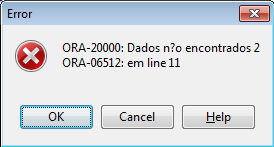 Error
ORA-20000: Dados n?o encontrados 2
ORA-06512: em line 11
OK
Cancel
Help